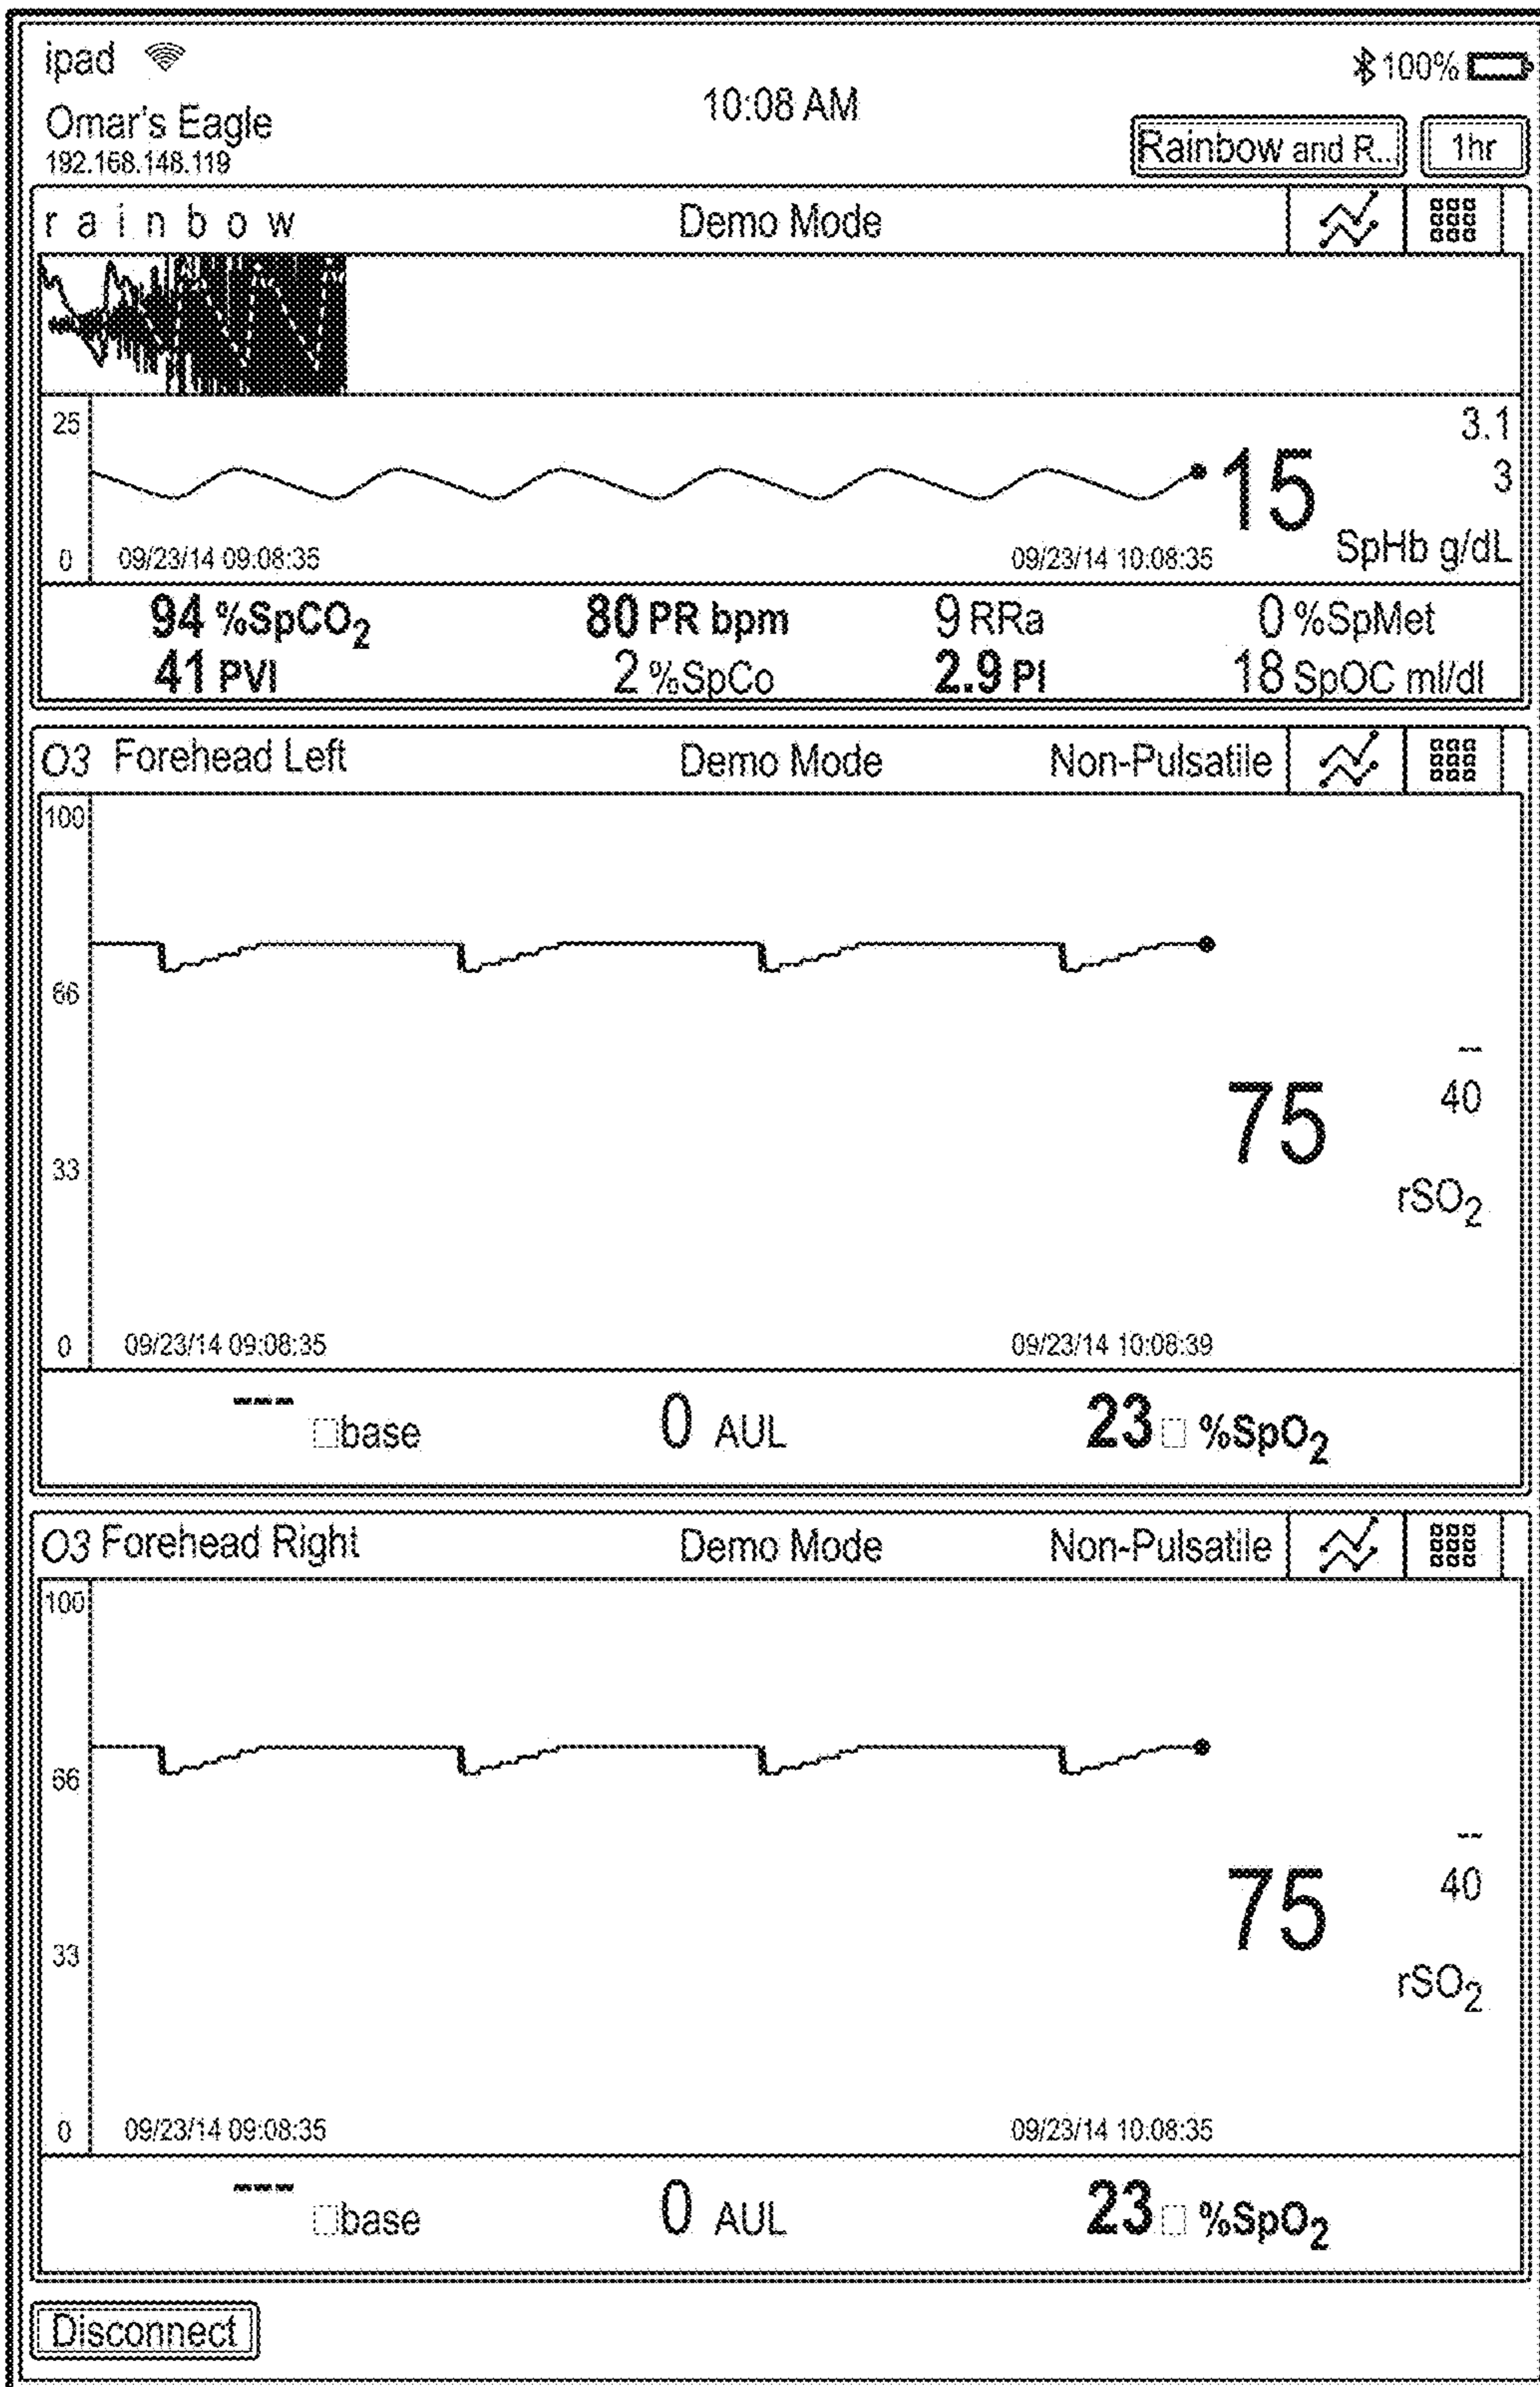 ipad
100%
10:08 AM
Omar's Eagle
192.168.148.119
Rainbow and R..
1hr
rainbow Demo Mode
25
3.1
15
3
SpHb g/dL
0 09/23/14 09:08:35 09/23/14 10:08:35
94 %SpCO₂ 80 PR bpm 9 RRa 0 %SpMet
41 PVI 2 %SpCo 2.9 PI 18 SpOC ml/dl
O3 Forehead Left Demo Mode Non-Pulsatile
100
66
--
75 40
33
rSO₂
0 09/23/14 09:08:35 09/23/14 10:08:39
--- □base 0 AUL 23 □ %SpO₂
O3 Forehead Right Demo Mode Non-Pulsatile
100
66
--
75 40
33
rSO₂
0 09/23/14 09:08:35 09/23/14 10:08:35
--- □base 0 AUL 23 □ %SpO₂
Disconnect